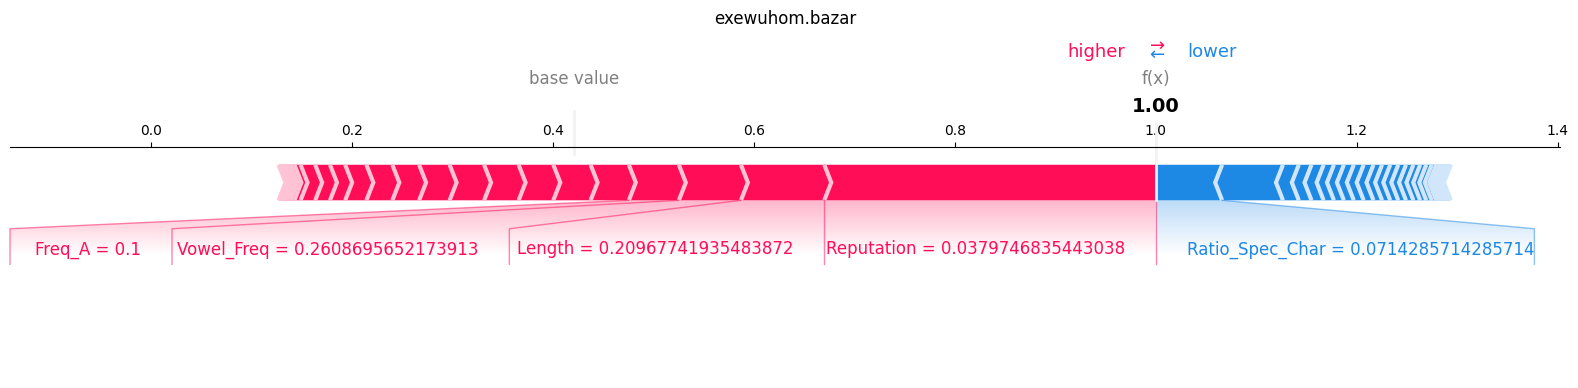 exewuhom.bazar
higher ⇄ lower
base value f(x)
1.00
0.0 0.2 0.4 0.6 0.8 1.0 1.2 1.4
Freq_A = 0.1 Vowel_Freq = 0.2608695652173913 Length = 0.20967741935483872 Reputation = 0.0379746835443038 Ratio_Spec_Char = 0.0714285714285714